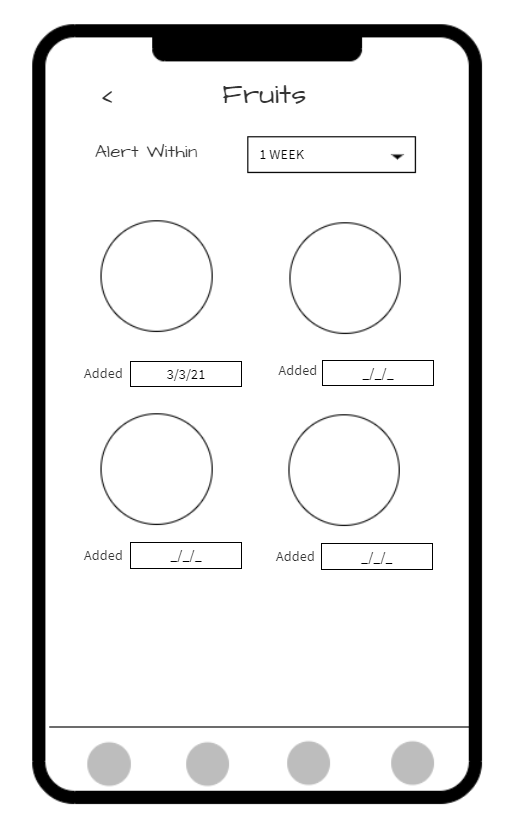 < Fruits
Alert Within 1 WEEK
Added 3/3/21 Added _/_/_
Added _/_/_ Added _/_/_